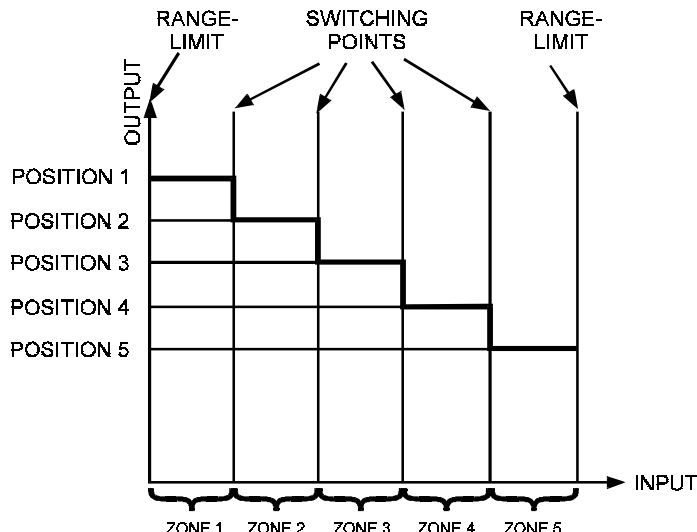 RANGE-
LIMIT
SWITCHING
POINTS
RANGE-
LIMIT
OUTPUT
POSITION 1
POSITION 2
POSITION 3
POSITION 4
POSITION 5
INPUT
ZONE 1
ZONE 2
ZONE 3
ZONE 4
ZONE 5